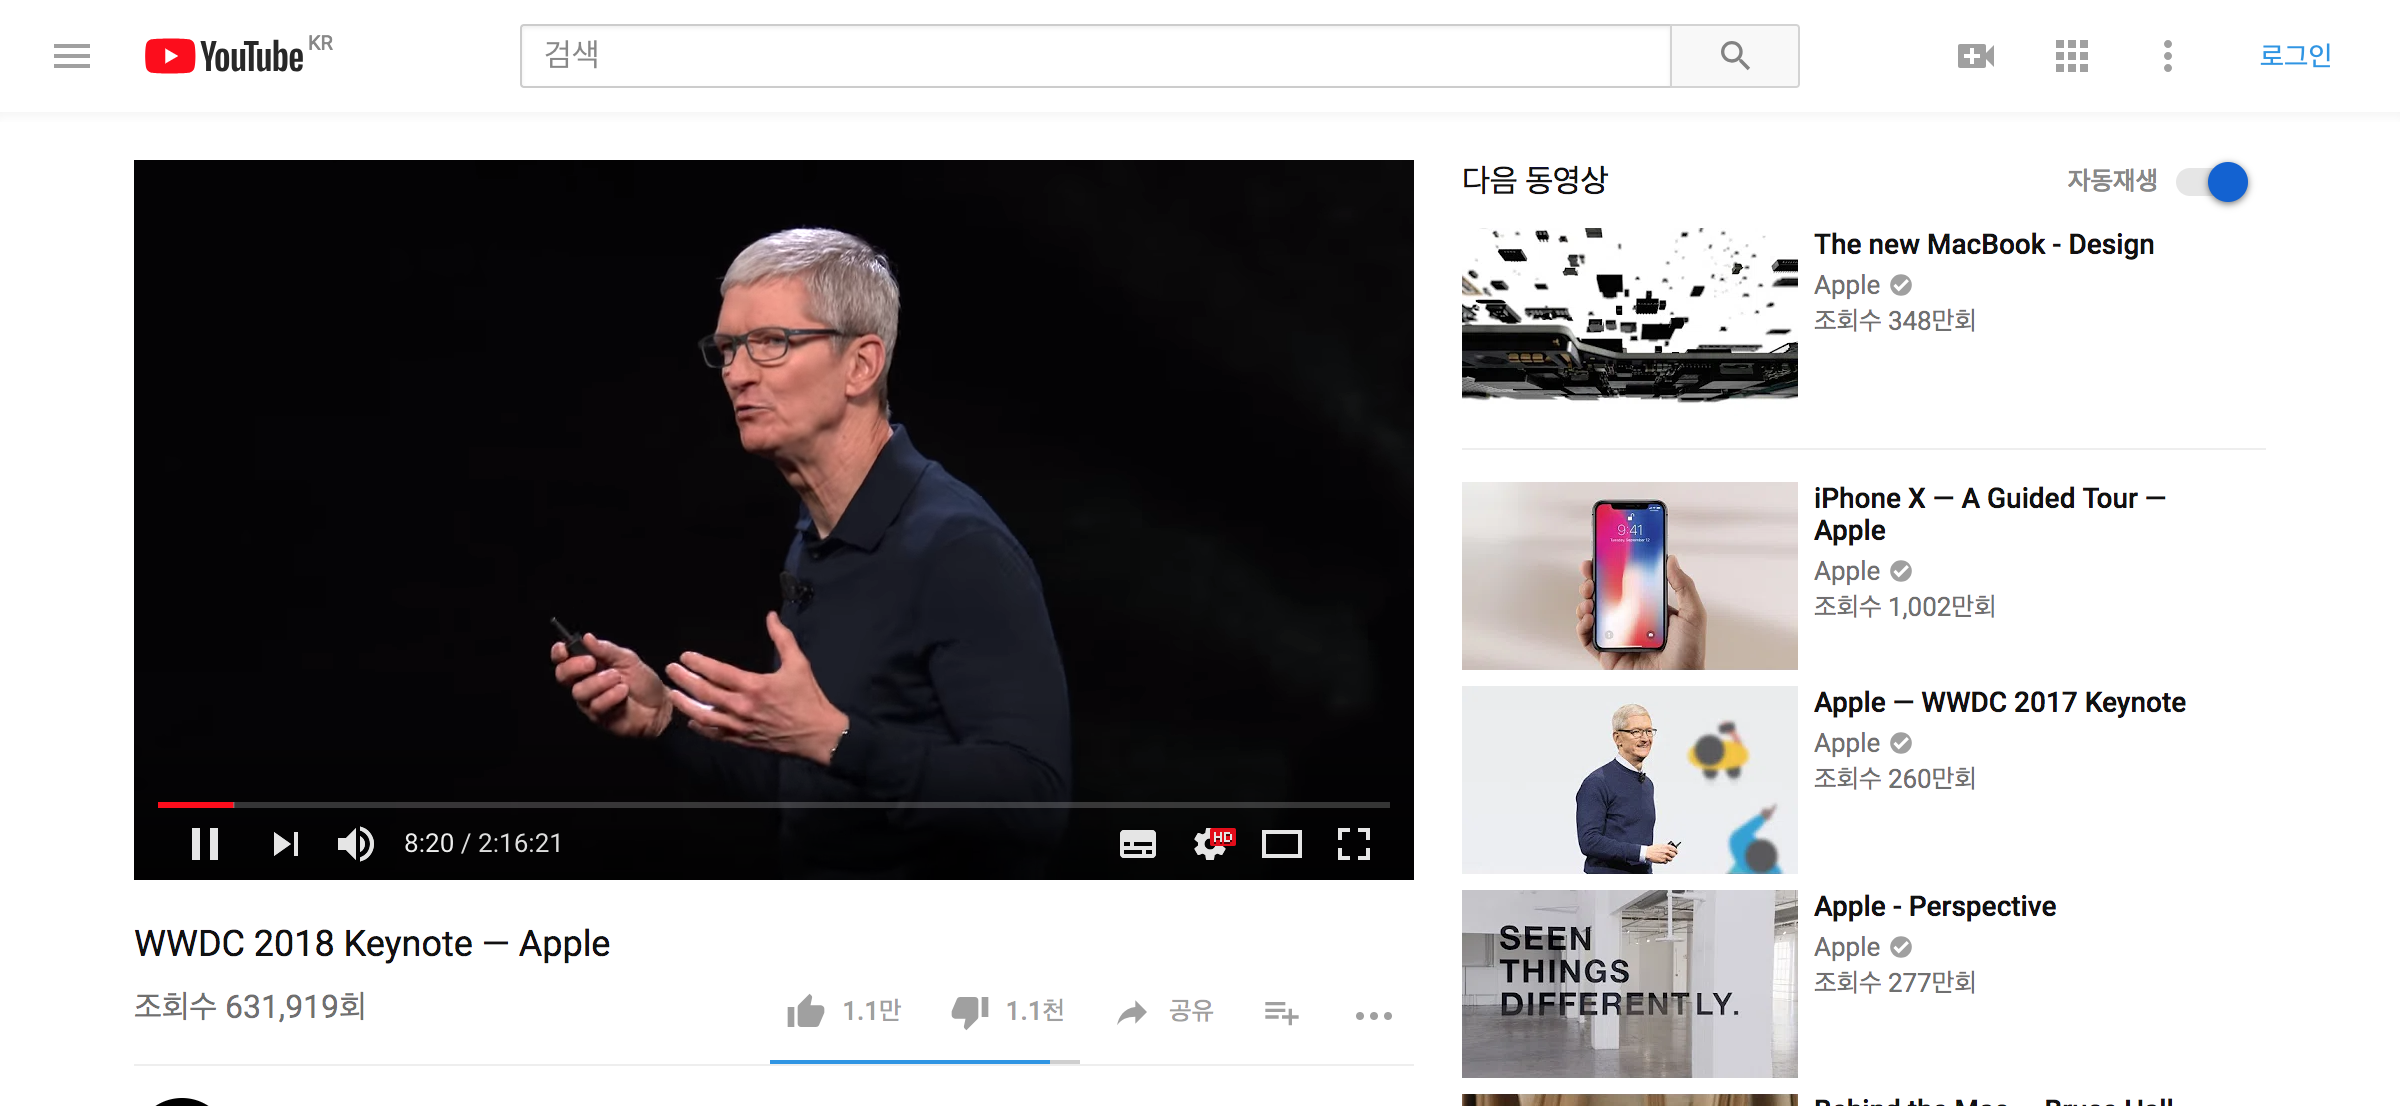 YouTube KR
검색
로그인
8:20 / 2:16:21
HD
WWDC 2018 Keynote — Apple
조회수 631,919회
1.1만
1.1천
공유
다음 동영상
자동재생
The new MacBook - Design
Apple
조회수 348만회
9:41
iPhone X — A Guided Tour —
Apple
Apple
조회수 1,002만회
Apple — WWDC 2017 Keynote
Apple
조회수 260만회
SEEN
THINGS
DIFFERENTLY.
Apple - Perspective
Apple
조회수 277만회
Behind the Mac — Bruce Hall